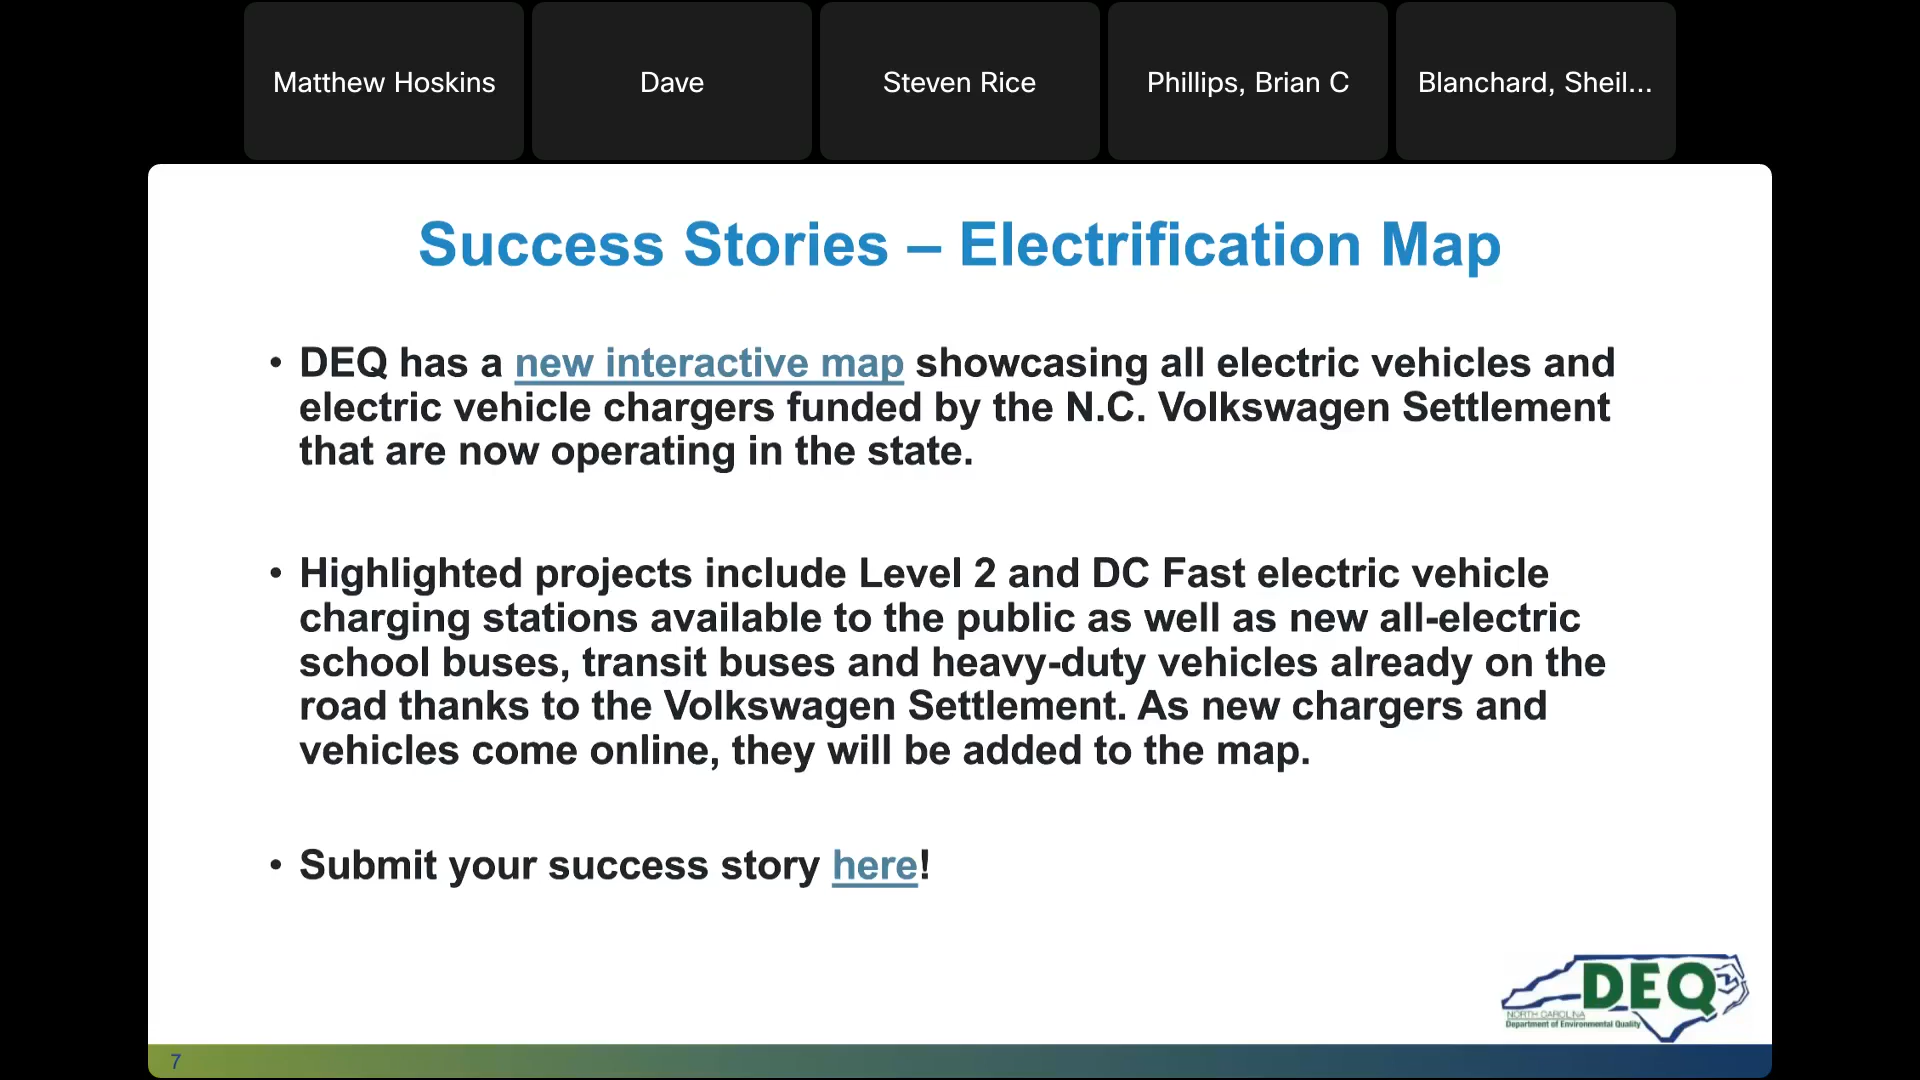 Matthew Hoskins
Dave
Steven Rice
Phillips, Brian C
Blanchard, Sheil...
Success Stories – Electrification Map
• DEQ has a new interactive map showcasing all electric vehicles and
electric vehicle chargers funded by the N.C. Volkswagen Settlement
that are now operating in the state.
• Highlighted projects include Level 2 and DC Fast electric vehicle
charging stations available to the public as well as new all-electric
school buses, transit buses and heavy-duty vehicles already on the
road thanks to the Volkswagen Settlement. As new chargers and
vehicles come online, they will be added to the map.
• Submit your success story here!
DEQ
NORTH CAROLINA
Department of Environmental Quality
7